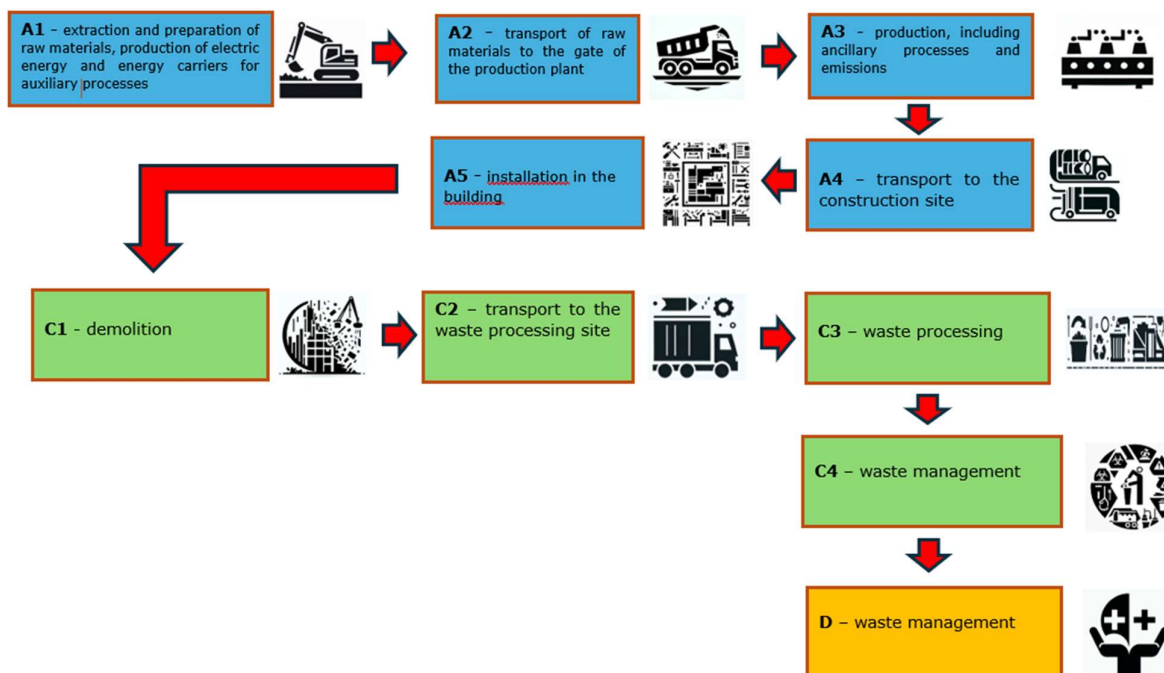 A1 - extraction and preparation of
raw materials, production of electric
energy and energy carriers for
auxiliary processes
A2 – transport of raw
materials to the gate of
the production plant
A3 – production, including
ancillary processes and
emissions
A5 – installation in the
building
A4 – transport to the
construction site
C1 - demolition
C2 – transport to the
waste processing site
C3 – waste processing
C4 – waste management
D – waste management